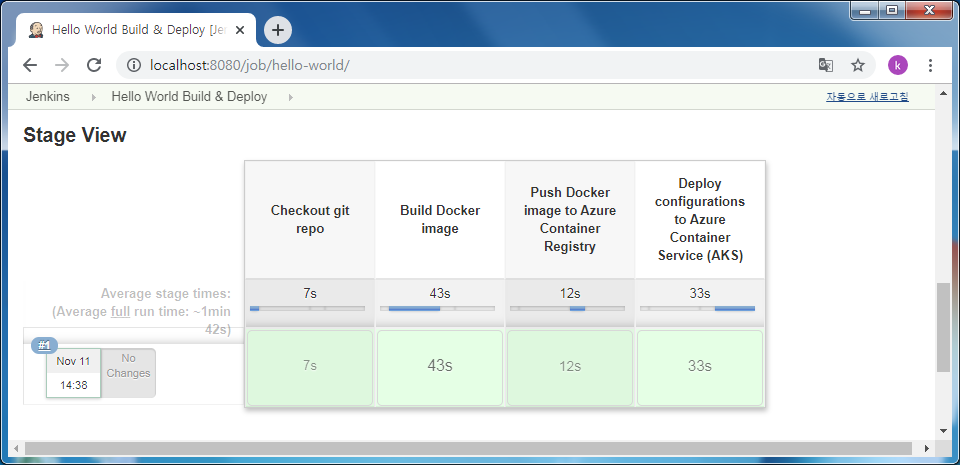 Hello World Build & Deploy [Je
localhost:8080/job/hello-world/
k
Jenkins
Hello World Build & Deploy
자동으로 새로고침
Stage View
Checkout git
repo
Build Docker
image
Push Docker
image to Azure
Container
Registry
Deploy
configurations
to Azure
Container
Service (AKS)
Average stage times:
(Average full run time: ~1min
42s)
7s
43s
12s
33s
#1
Nov 11
14:38
No
Changes
7s
43s
12s
33s